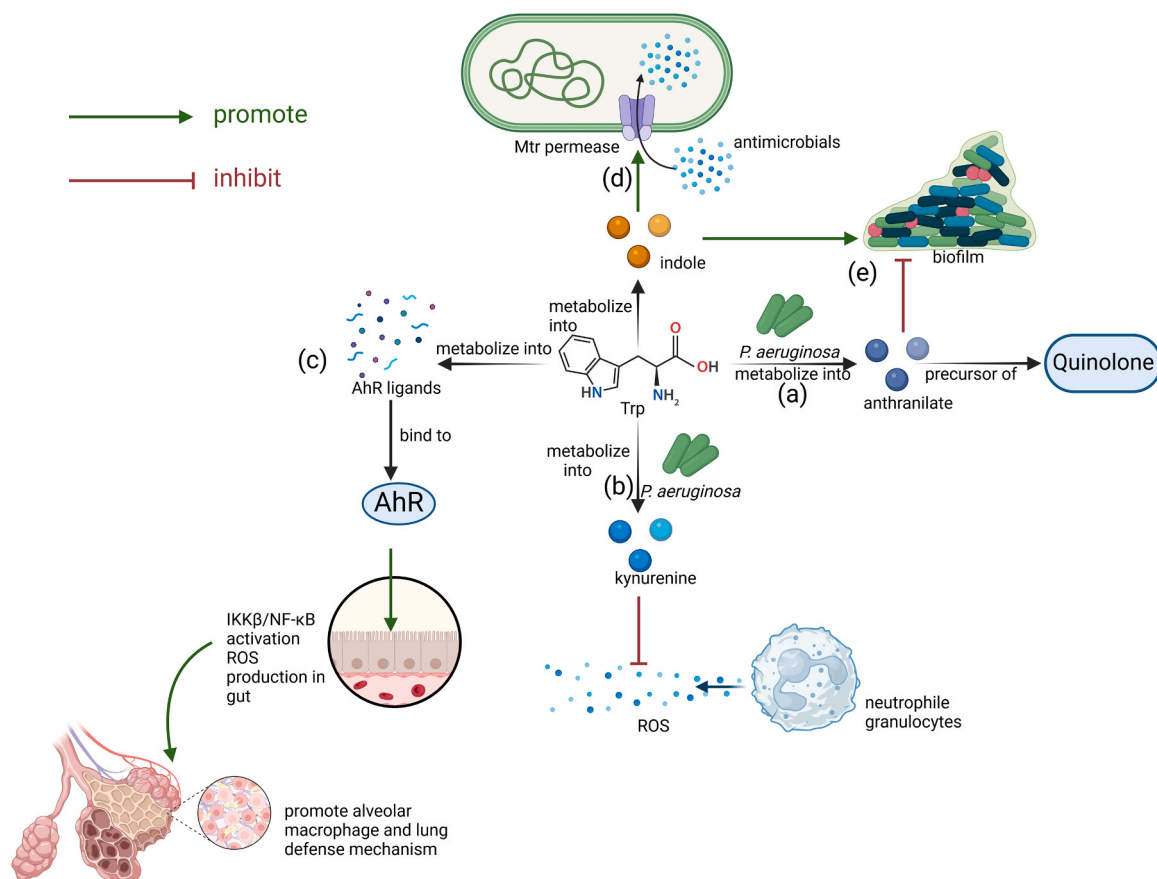 promote
inhibit
Mtr permease
antimicrobials
(d)
indole
biofilm
(e)
metabolize
into
P. aeruginosa
metabolize into
(a)
anthranilate
precursor of
Quinolone
O
OH
HN
NH2
Trp
metabolize into
(c)
AhR ligands
bind to
AhR
metabolize
into
(b)
P. aeruginosa
kynurenine
ROS
neutrophile
granulocytes
IKKβ/NF-κB
activation
ROS
production in
gut
promote alveolar
macrophage and lung
defense mechanism